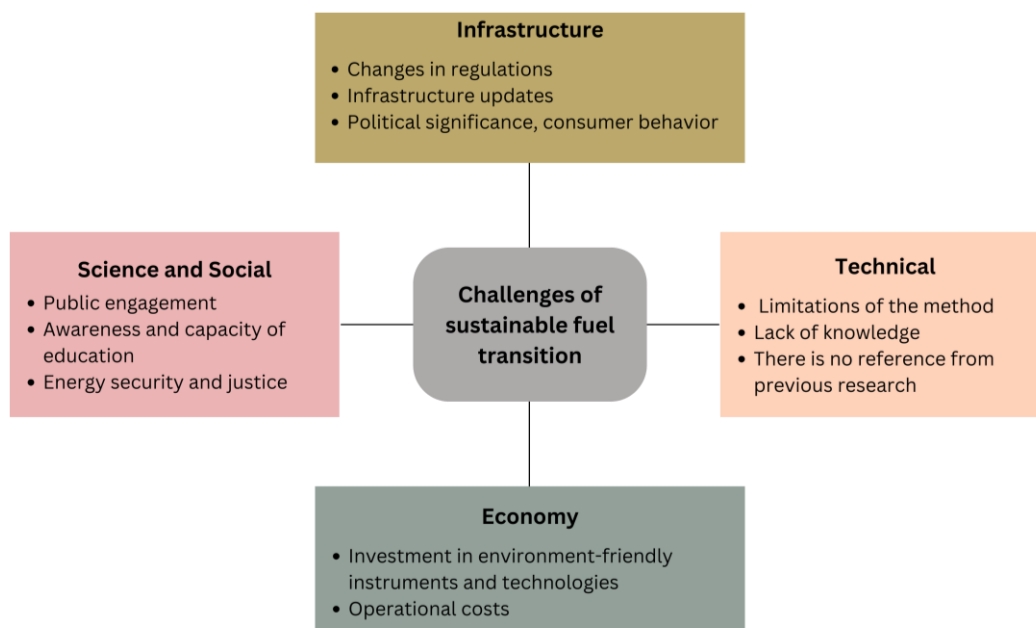 Infrastructure
• Changes in regulations
• Infrastructure updates
• Political significance, consumer behavior
Science and Social
• Public engagement
• Awareness and capacity of
education
• Energy security and justice
Challenges of
sustainable fuel
transition
Technical
• Limitations of the method
• Lack of knowledge
• There is no reference from
previous research
Economy
• Investment in environment-friendly
instruments and technologies
• Operational costs